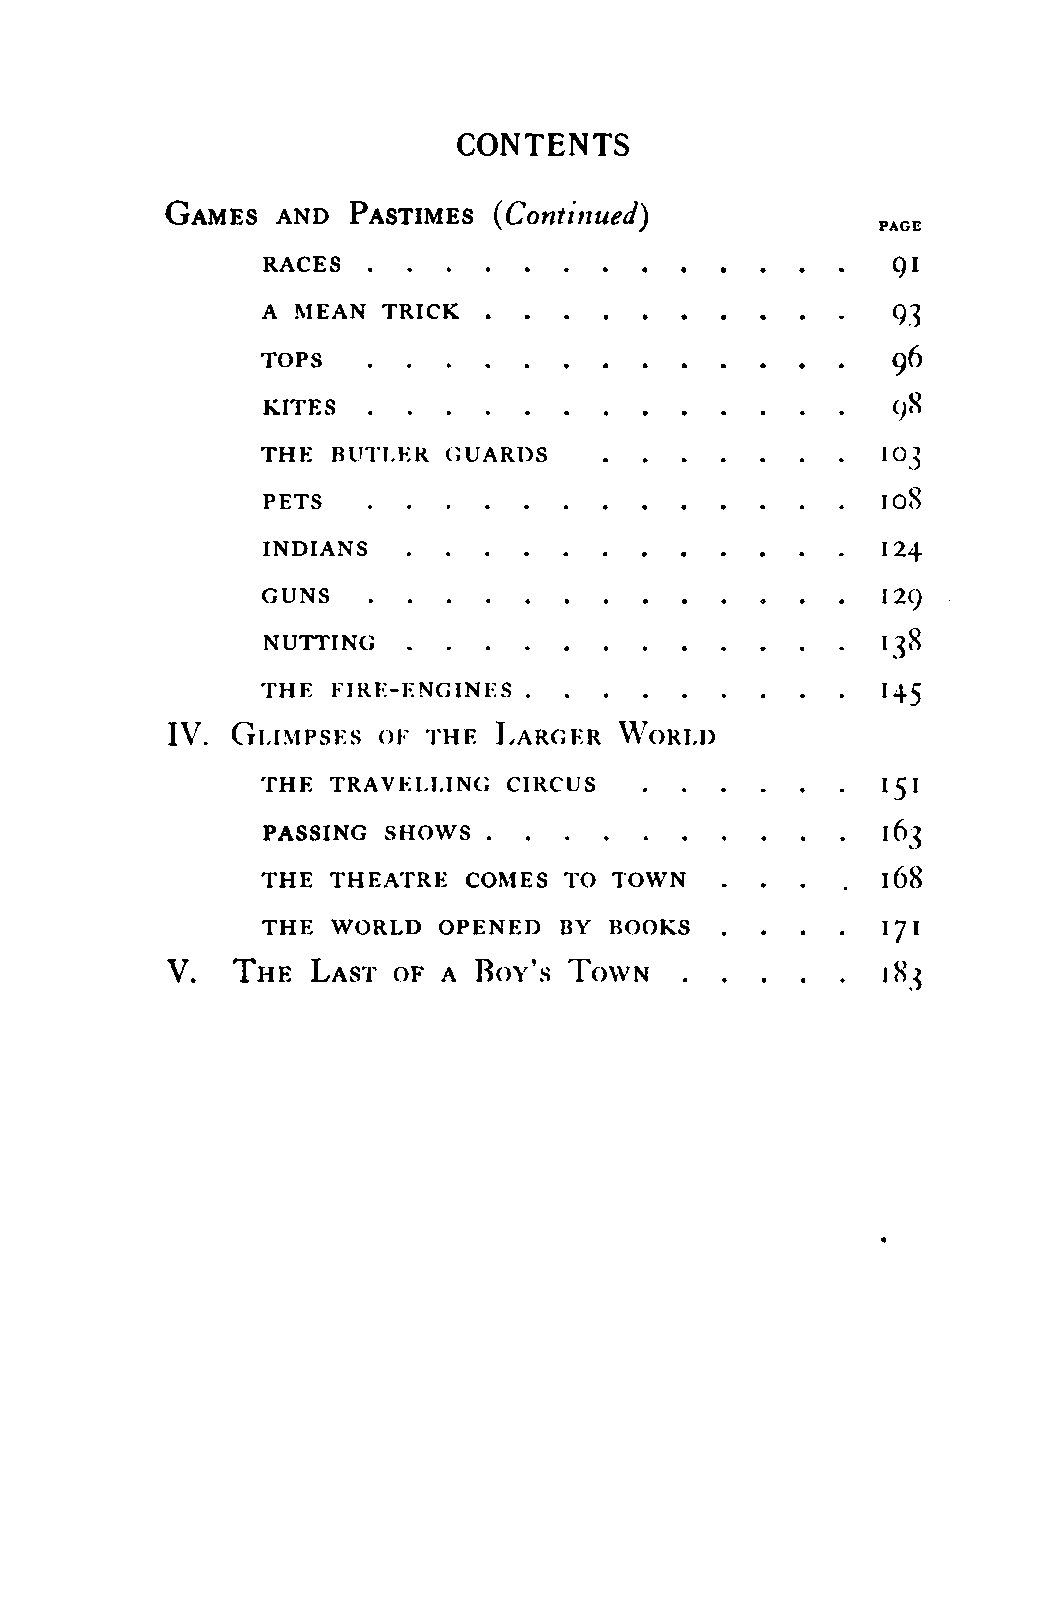 CONTENTS
GAMES AND PASTIMES (Continued)
PAGE
RACES . . . . . . . . . . . . . 91
A MEAN TRICK . . . . . . . . . . 93
TOPS . . . . . . . . . . . . . 96
KITES . . . . . . . . . . . . . 98
THE BUTLER GUARDS . . . . . . . 103
PETS . . . . . . . . . . . . . 108
INDIANS . . . . . . . . . . . . 124
GUNS . . . . . . . . . . . . . 129
NUTTING . . . . . . . . . . . . 138
THE FIRE-ENGINES . . . . . . . . . 145
IV. GLIMPSES OF THE LARGER WORLD
THE TRAVELLING CIRCUS . . . . . . 151
PASSING SHOWS . . . . . . . . . . 163
THE THEATRE COMES TO TOWN . . . . 168
THE WORLD OPENED BY BOOKS . . . . 171
V. THE LAST OF A BOY'S TOWN . . . . . 183